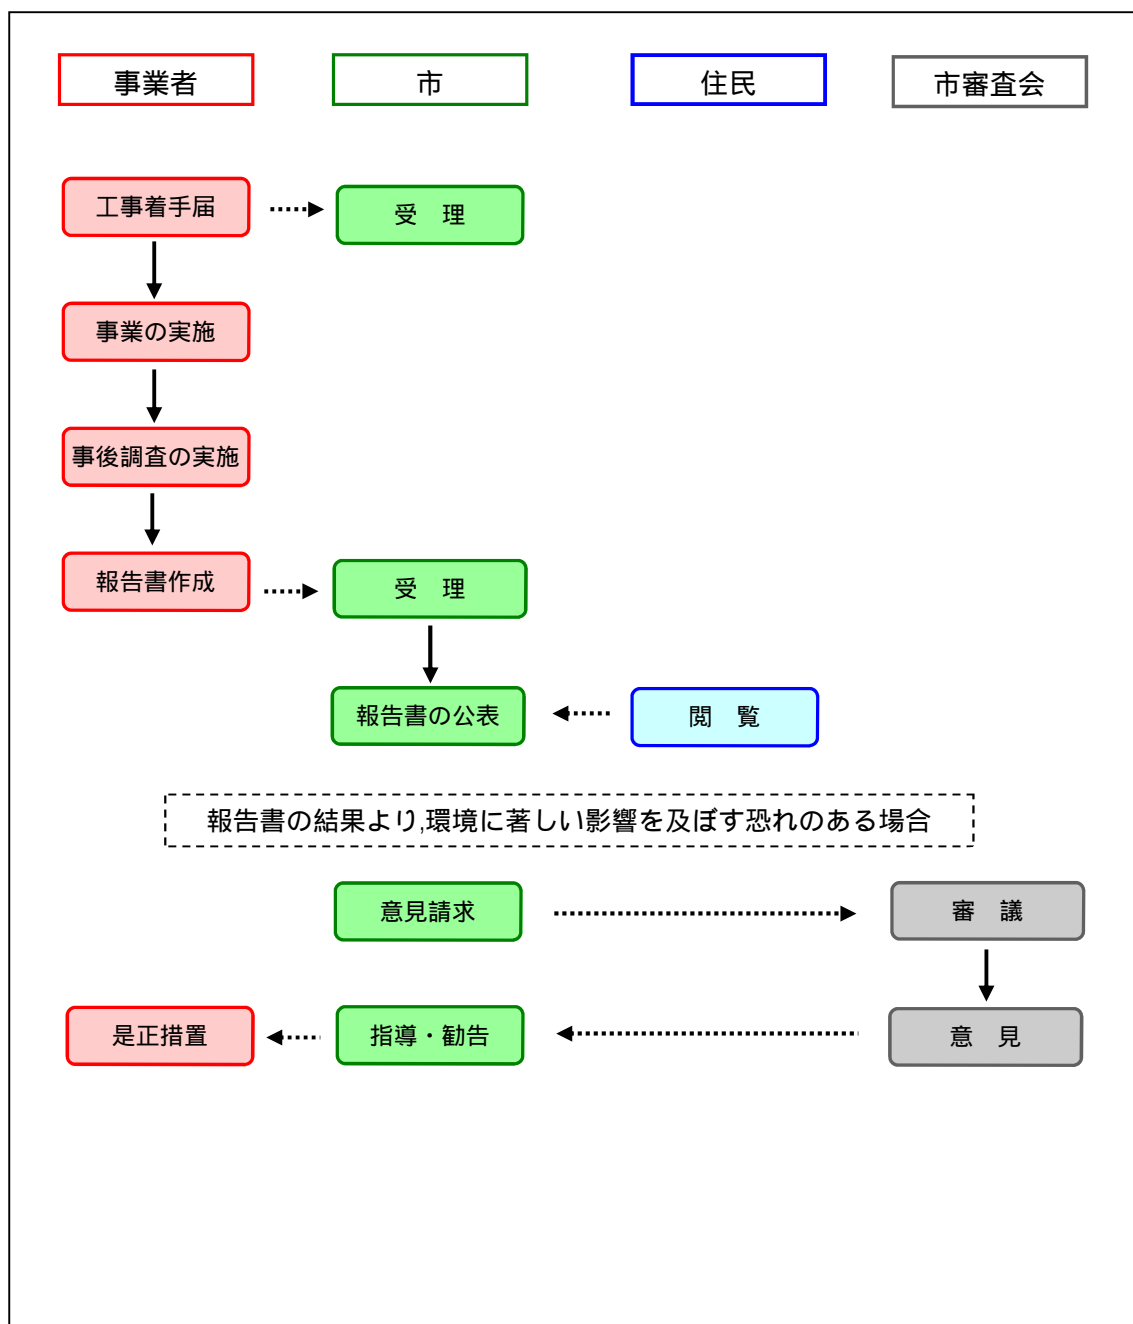 事業者
市
住民
市審査会
工事着手届
受　理
事業の実施
事後調査の実施
報告書作成
受　理
報告書の公表
閲　覧
報告書の結果より,環境に著しい影響を及ぼす恐れのある場合
意見請求
審　議
是正措置
指導・勧告
意　見